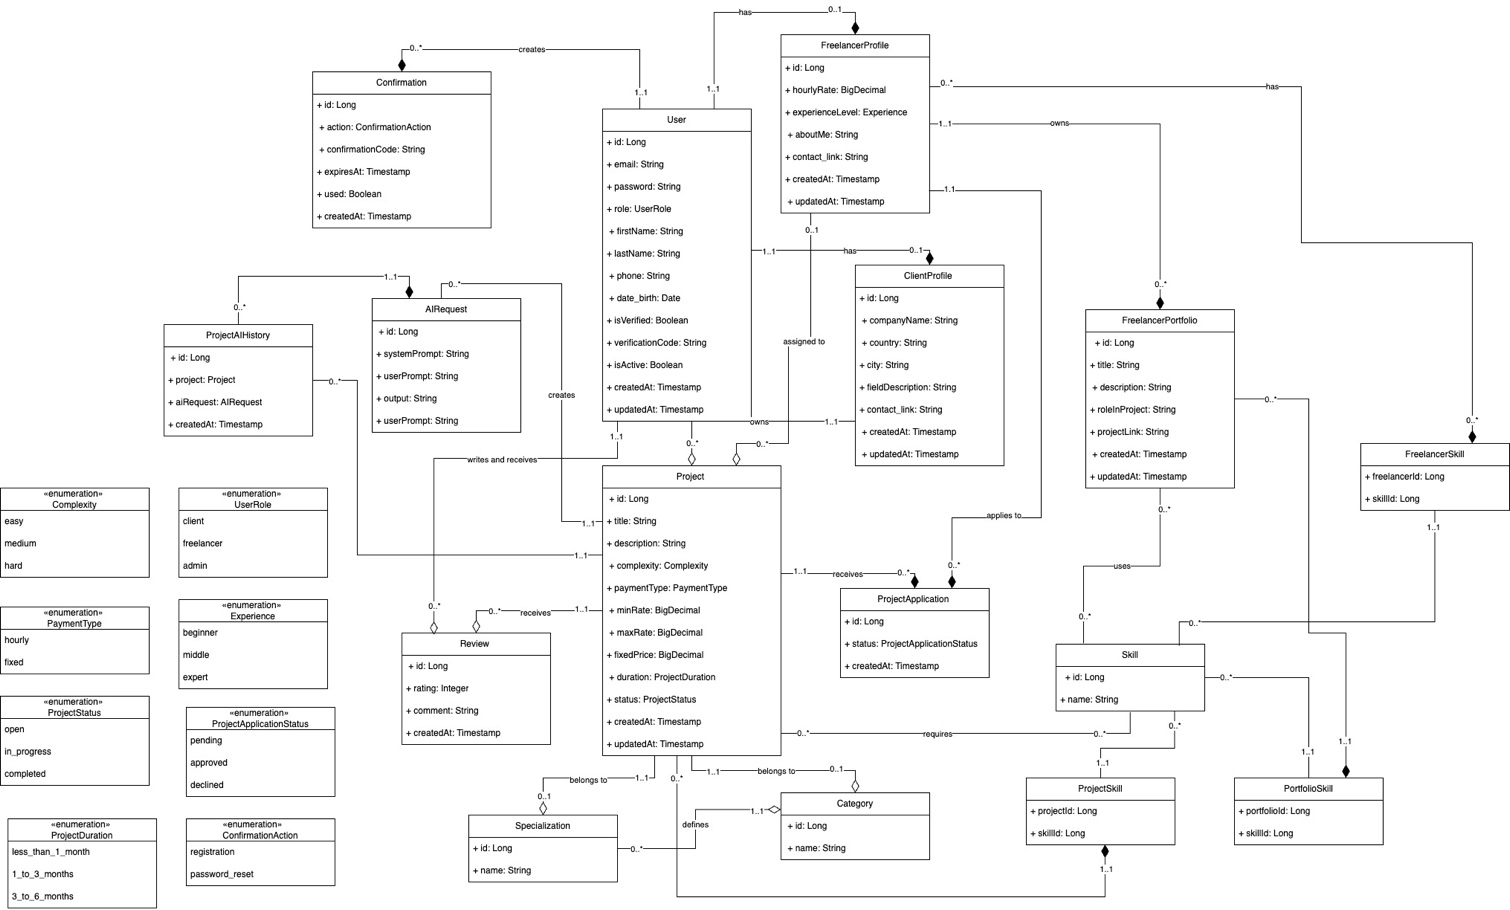 has
0..1
FreelancerProfile
+ id: Long
+ hourlyRate: BigDecimal
+ experienceLevel: Experience
+ aboutMe: String
+ contact_link: String
+ createdAt: Timestamp
+ updatedAt: Timestamp
0..*
creates
1..1
1..1
0..*
has
1..1
owns
1.1
0..1
Confirmation
+ id: Long
+ action: ConfirmationAction
+ confirmationCode: String
+ expiresAt: Timestamp
+ used: Boolean
+ createdAt: Timestamp
User
+ id: Long
+ email: String
+ password: String
+ role: UserRole
+ firstName: String
+ lastName: String
+ phone: String
+ date_birth: Date
+ isVerified: Boolean
+ verificationCode: String
+ isActive: Boolean
+ createdAt: Timestamp
+ updatedAt: Timestamp
1..1
has
0..1
ClientProfile
+ id: Long
+ companyName: String
+ country: String
+ city: String
+ fieldDescription: String
+ contact_link: String
+ createdAt: Timestamp
+ updatedAt: Timestamp
assigned to
owns
1..1
0..*
0..*
1..1
0..*
0..*
ProjectAIHistory
+ id: Long
+ project: Project
+ aiRequest: AIRequest
+ createdAt: Timestamp
0..*
AIRequest
+ id: Long
+ systemPrompt: String
+ userPrompt: String
+ output: String
+ userPrompt: String
creates
0..*
FreelancerPortfolio
+ id: Long
+ title: String
+ description: String
+ roleInProject: String
+ projectLink: String
+ createdAt: Timestamp
+ updatedAt: Timestamp
0..*
0..*
0..*
FreelancerSkill
+ freelancerId: Long
+ skillId: Long
1..1
1..1
writes and receives
Project
+ id: Long
+ title: String
+ description: String
+ complexity: Complexity
+ paymentType: PaymentType
+ minRate: BigDecimal
+ maxRate: BigDecimal
+ fixedPrice: BigDecimal
+ duration: ProjectDuration
+ status: ProjectStatus
+ createdAt: Timestamp
+ updatedAt: Timestamp
1..1
1..1
applies to
1..1
receives
0..*
0..*
ProjectApplication
+ id: Long
+ status: ProjectApplicationStatus
+ createdAt: Timestamp
uses
0..*
0..*
0..*
0..*
receives
1..1
Review
+ id: Long
+ rating: Integer
+ comment: String
+ createdAt: Timestamp
Skill
+ id: Long
+ name: String
0..*
0..*
requires
0..*
0..*
1..1
1..1
1..1
«enumeration»
Complexity
easy
medium
hard
«enumeration»
UserRole
client
freelancer
admin
«enumeration»
PaymentType
hourly
fixed
«enumeration»
Experience
beginner
middle
expert
«enumeration»
ProjectStatus
open
in_progress
completed
«enumeration»
ProjectApplicationStatus
pending
approved
declined
«enumeration»
ProjectDuration
less_than_1_month
1_to_3_months
3_to_6_months
«enumeration»
ConfirmationAction
registration
password_reset
belongs to
1..1
0..1
0..*
1..1
belongs to
0..1
Specialization
+ id: Long
+ name: String
0..*
defines
1..1
Category
+ id: Long
+ name: String
ProjectSkill
+ projectId: Long
+ skillId: Long
1..1
PortfolioSkill
+ portfolioId: Long
+ skillId: Long